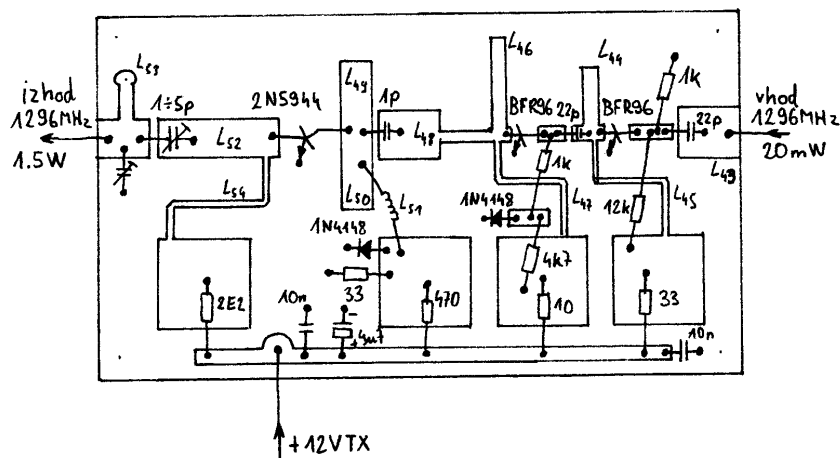 L53
izhod
1296MHz
1.5W
1÷5p
L52
L54
2N5944
L49
1p
L48
L50
L51
L46
BFR96
22p
L44
BFR96
1k
22p
L43
vhod
1296MHz
20mW
1k
L47
12k
L45
1N4148
1N4148
4k7
2E2
33
10n
-
+4u7
470
10
33
10n
+12VTX